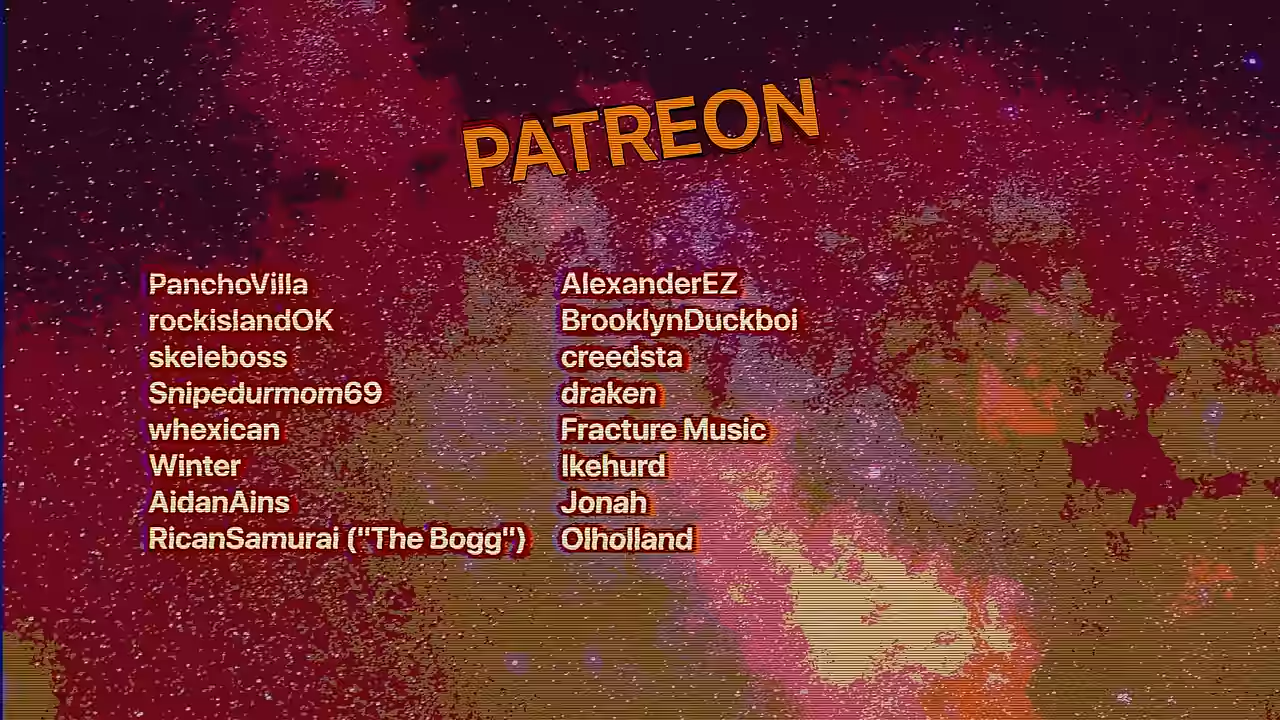 PATREON
PanchoVilla
rockislandOK
skeleboss
Snipedurmom69
whexican
Winter
AidanAins
RicanSamurai ("The Bogg")
AlexanderEZ
BrooklynDuckboi
creedsta
draken
Fracture Music
Ikehurd
Jonah
Olholland